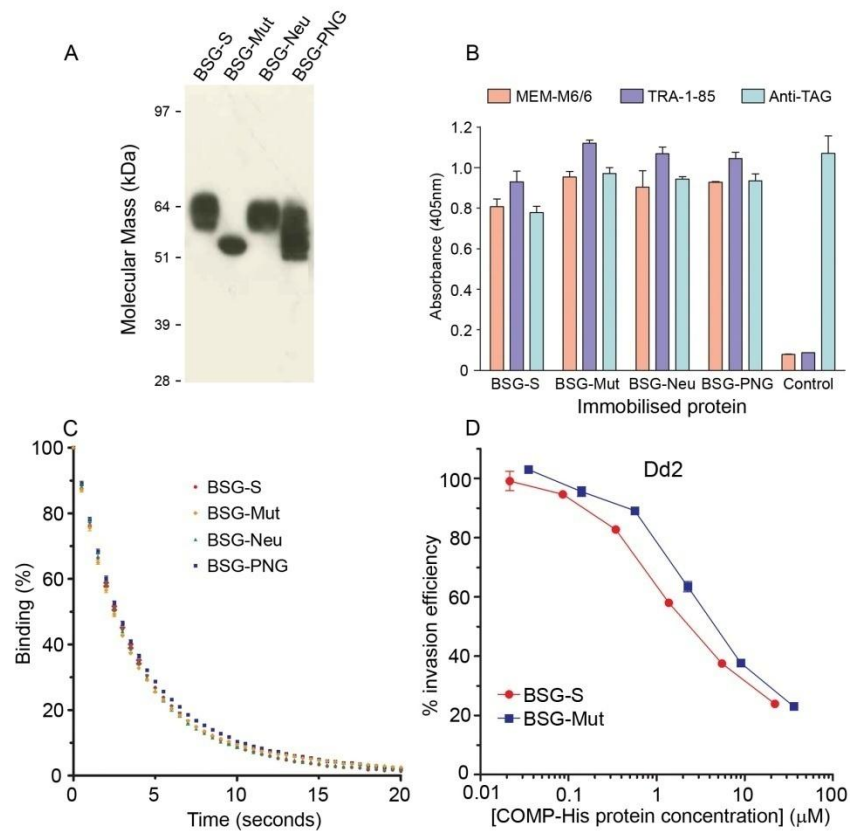 A
BSG-S
BSG-Mut
BSG-Neu
BSG-PNG
Molecular Mass (kDa)
97 -
64 -
51 -
39 -
28 -
B
MEM-M6/6 TRA-1-85 Anti-TAG
Absorbance (405nm)
1.2
1.0
0.8
0.6
0.4
0.2
0
BSG-S BSG-Mut BSG-Neu BSG-PNG Control
Immobilised protein
C
Binding (%)
100
80
60
40
20
0
BSG-S
BSG-Mut
BSG-Neu
BSG-PNG
0 5 10 15 20
Time (seconds)
D
Dd2
% invasion efficiency
100
80
60
40
20
0
BSG-S
BSG-Mut
0.01 0.1 1 10 100
[COMP-His protein concentration] (μM)